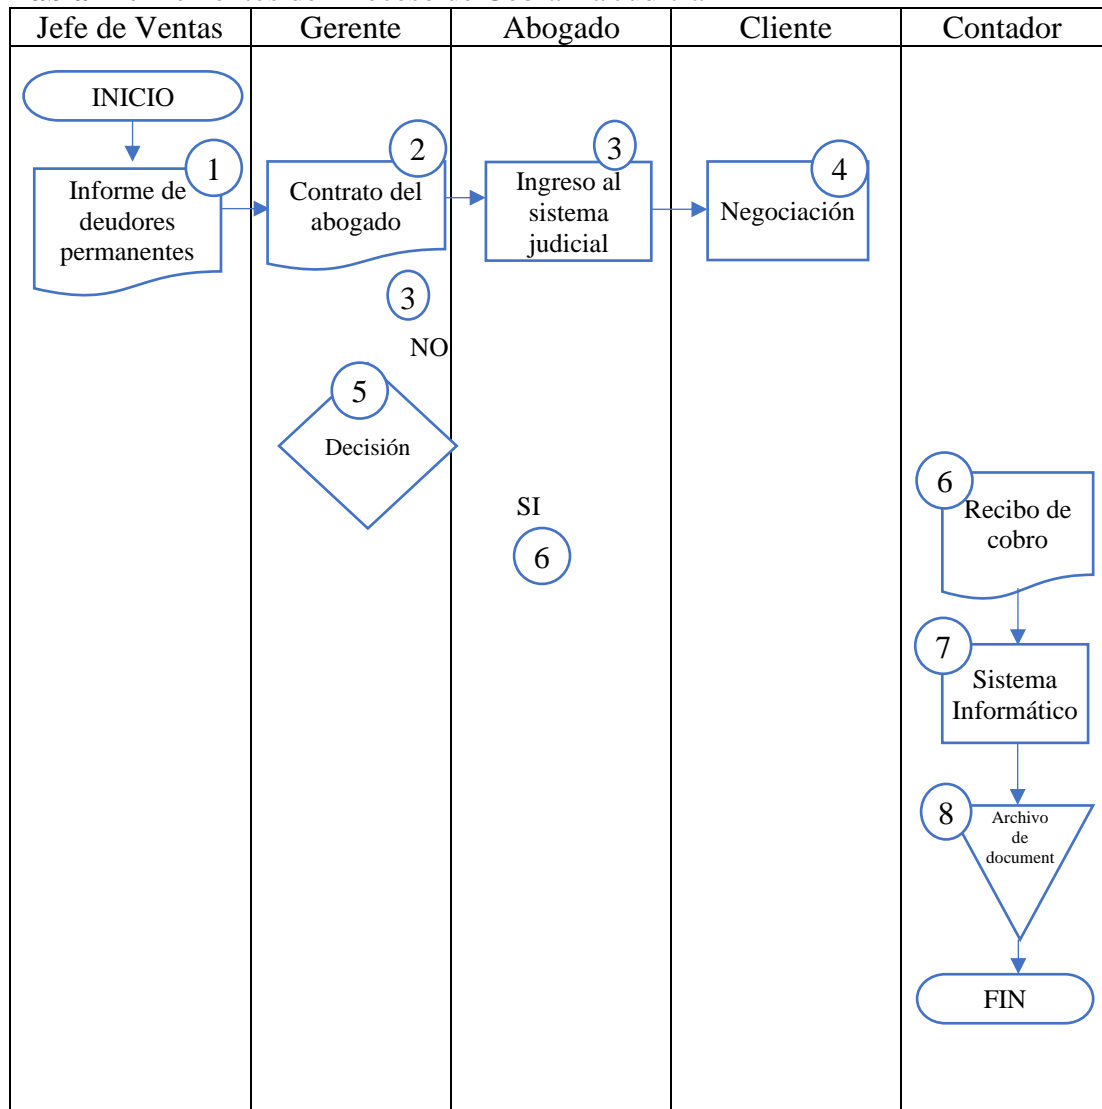 Jefe de Ventas
Gerente
Abogado
Cliente
Contador
INICIO
1
Informe de
deudores
permanentes
2
Contrato del
abogado
3
Ingreso al
sistema
judicial
4
Negociación
3
NO
5
Decisión
SI
6
6
Recibo de
cobro
7
Sistema
Informático
8
Archivo
de
document
FIN